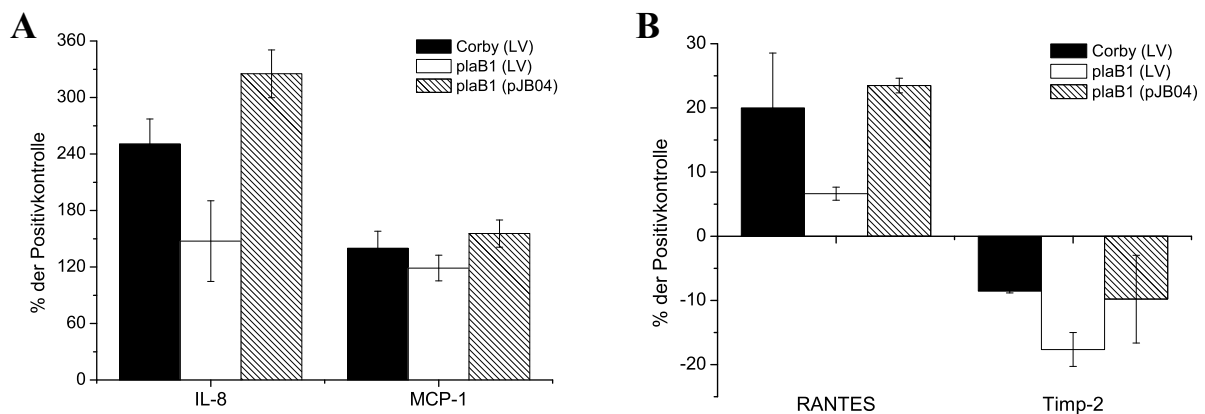 A
% der Positivkontrolle
360
300
240
180
120
60
0
Corby (LV)
plaB1 (LV)
plaB1 (pJB04)
IL-8
MCP-1
B
% der Positivkontrolle
30
20
10
0
-10
-20
Corby (LV)
plaB1 (LV)
plaB1 (pJB04)
RANTES
Timp-2